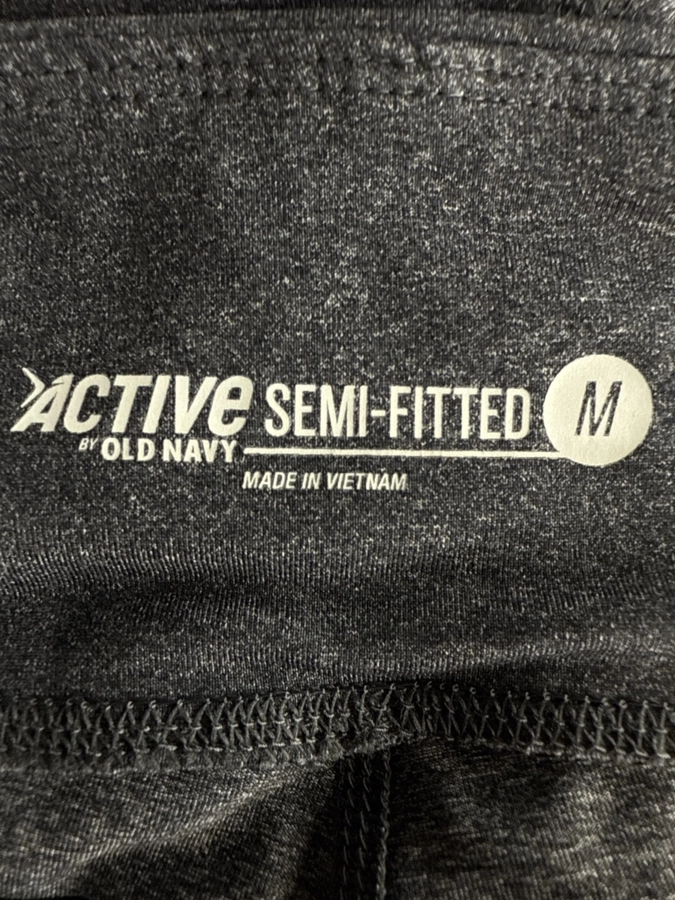 ACTIVE SEMI-FITTED M
BY OLD NAVY
MADE IN VIETNAM